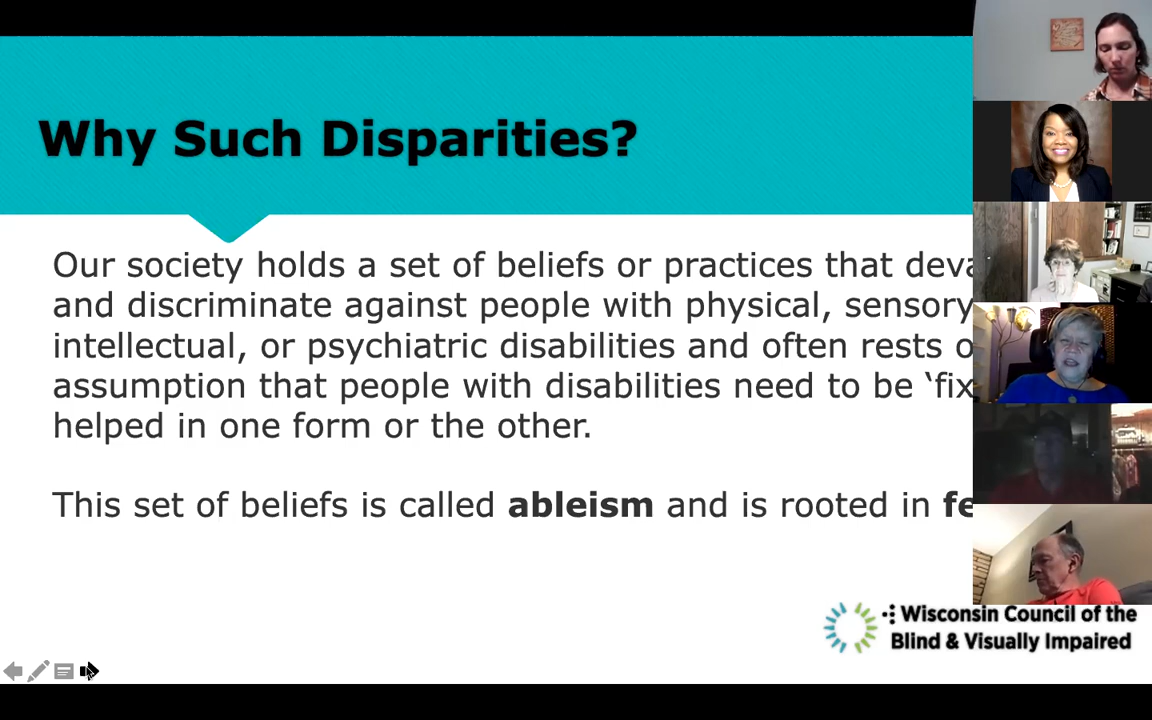 Why Such Disparities?
Our society holds a set of beliefs or practices that
and discriminate against people with physical, sensory
intellectual, or psychiatric disabilities and often rests
assumption that people with disabilities need to be
helped in one form or the other.
This set of beliefs is called ableism and is rooted in
Wisconsin Council of the
Blind & Visually Impaired